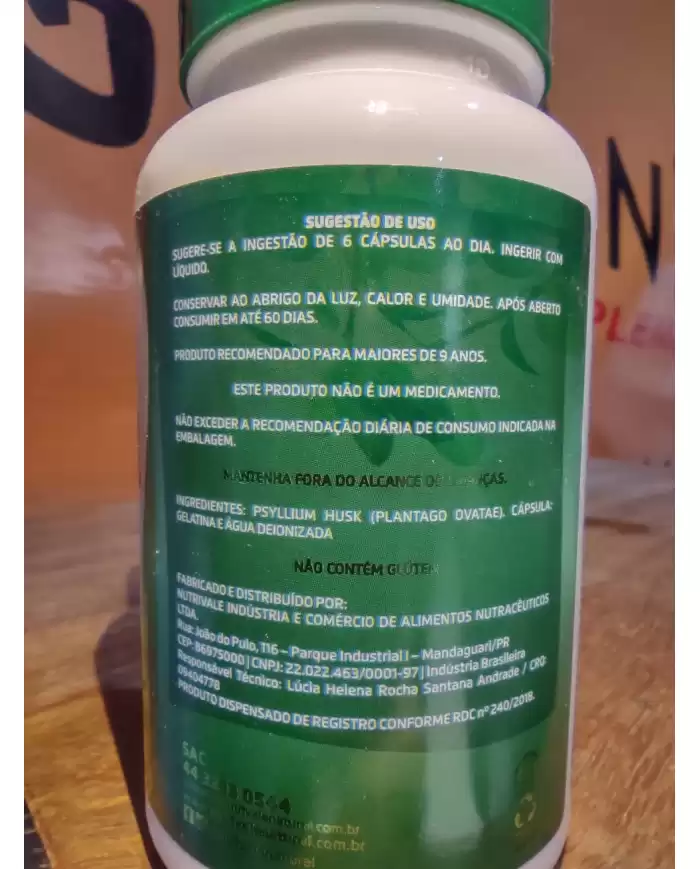 SUGESTÃO DE USO
SUGERE-SE A INGESTÃO DE 6 CÁPSULAS AO DIA. INGERIR COM
LÍQUIDO.
CONSERVAR AO ABRIGO DA LUZ, CALOR E UMIDADE. APÓS ABERTO
CONSUMIR EM ATÉ 60 DIAS.
PRODUTO RECOMENDADO PARA MAIORES DE 9 ANOS.
ESTE PRODUTO NÃO É UM MEDICAMENTO.
NÃO EXCEDER A RECOMENDAÇÃO DIÁRIA DE CONSUMO INDICADA NA
EMBALAGEM.
MANTENHA FORA DO ALCANCE
INGREDIENTES: PSYLLIUM HUSK (PLANTAGO OVATAE). CÁPSULA:
GELATINA E ÁGUA DEIONIZADA
NÃO CONTÉM GLÚTEN
FABRICADO E DISTRIBUÍDO POR:
NUTRIVALE INDÚSTRIA E COMÉRCIO DE ALIMENTOS NUTRACÊUTICOS
LTDA.
Rua: João do Pulo, 716 – Parque Industrial I – Mandaguari/PR
CEP: 86975000 | CNPJ: 22.022.463/0001-97 | Indústria Brasileira
Responsável Técnico: Lúcia Helena Rocha Santana Andrade / CRQ:
09404778
PRODUTO DISPENSADO DE REGISTRO CONFORME RDC nº 240/2018.
SAC
0544